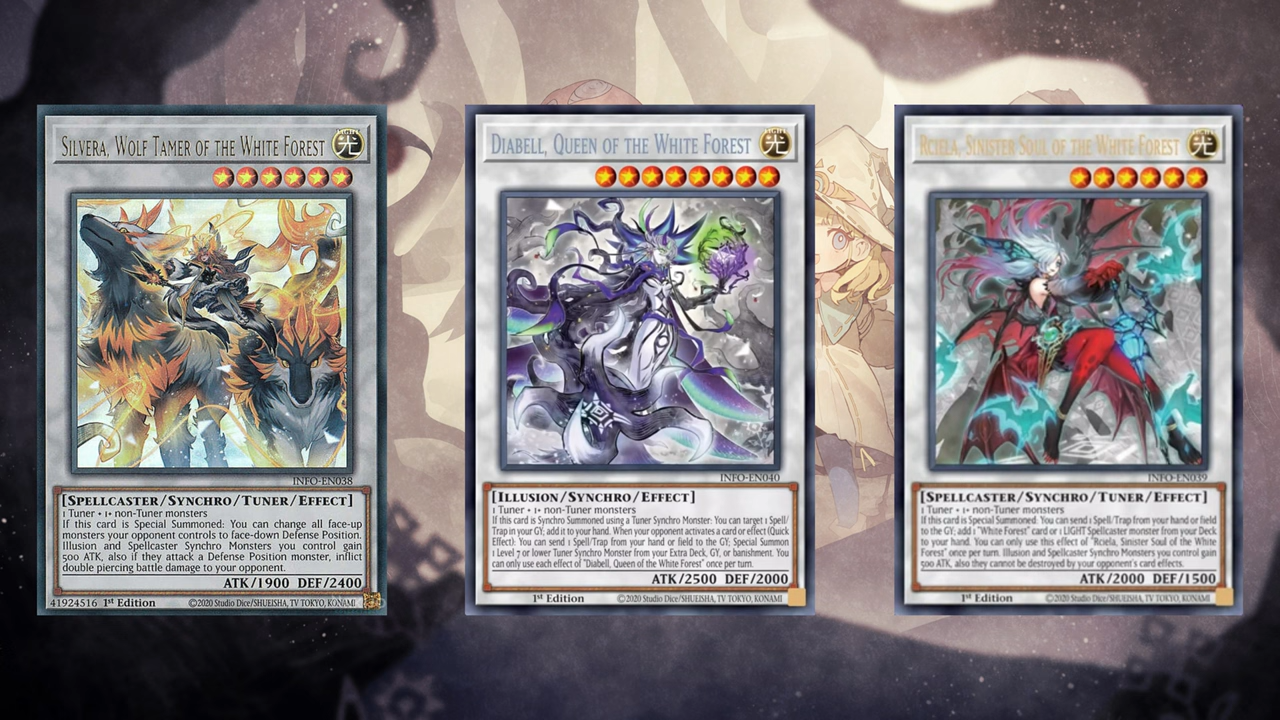 SILVERA, WOLF TAMER OF THE WHITE FOREST
光
INFO-EN038
[SPELLCASTER/SYNCHRO/TUNER/EFFECT]
1 Tuner + 1+ non-Tuner monsters
If this card is Special Summoned: You can change all face-up
monsters your opponent controls to face-down Defense Position.
Illusion and Spellcaster Synchro Monsters you control gain
500 ATK, also if they attack a Defense Position monster, inflict
double piercing battle damage to your opponent.
ATK/1900 DEF/2400
41924516 1st Edition ©2020 Studio Dice/SHUEISHA, TV TOKYO, KONAMI
DIABELL, QUEEN OF THE WHITE FOREST
光
INFO-EN040
[ILLUSION/SYNCHRO/EFFECT]
1 Tuner + 1+ non-Tuner monsters
If this card is Synchro Summoned using a Tuner Synchro Monster: You can target 1 Spell/
Trap in your GY; add it to your hand. When your opponent activates a card or effect (Quick
Effect): You can send 1 Spell/Trap from your hand or field to the GY; Special Summon
1 Level 7 or lower Tuner Synchro Monster from your Extra Deck, GY, or banishment. You
can only use each effect of "Diabell, Queen of the White Forest" once per turn.
ATK/2500 DEF/2000
1st Edition ©2020 Studio Dice/SHUEISHA, TV TOKYO, KONAMI
RCIELA, SINISTER SOUL OF THE WHITE FOREST
光
INFO-EN039
[SPELLCASTER/SYNCHRO/TUNER/EFFECT]
1 Tuner + 1+ non-Tuner monsters
If this card is Special Summoned: You can send 1 Spell/Trap from your hand or field
to the GY; add 1 "White Forest" card or 1 LIGHT Spellcaster monster from your Deck
to your hand. You can only use this effect of "Rciela, Sinister Soul of the White
Forest" once per turn. Illusion and Spellcaster Synchro Monsters you control gain
500 ATK, also they cannot be destroyed by your opponent's card effects.
ATK/2000 DEF/1500
1st Edition ©2020 Studio Dice/SHUEISHA, TV TOKYO, KONAMI